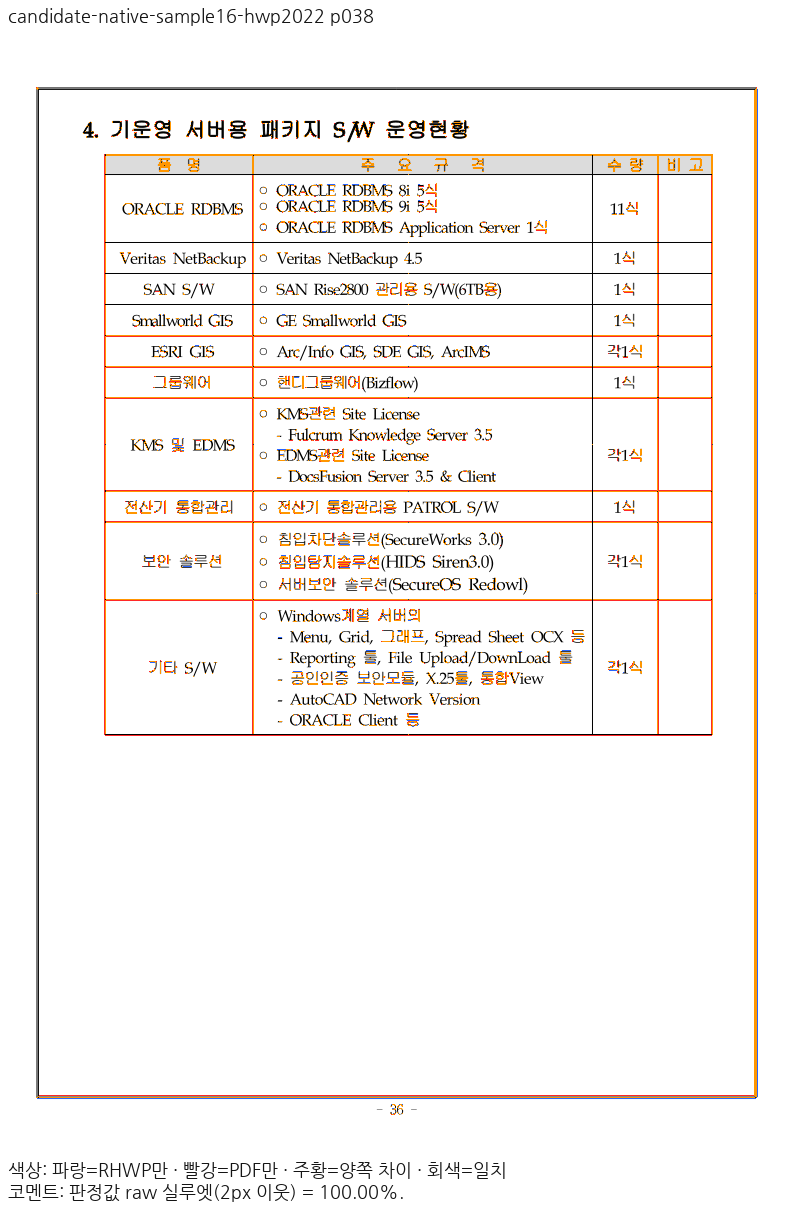 candidate-native-sample16-hwp2022 p038
4. 기운영 서버용 패키지 S/W 운영현황
품 명 주 요 규 격 수 량 비 고
ORACLE RDBMS ○ ORACLE RDBMS 8i 5식 11식
○ ORACLE RDBMS 9i 5식
○ ORACLE RDBMS Application Server 1식
Veritas NetBackup ○ Veritas NetBackup 4.5 1식
SAN S/W ○ SAN Rise2800 관리용 S/W(6TB용) 1식
Smallworld GIS ○ GE Smallworld GIS 1식
ESRI GIS ○ Arc/Info GIS, SDE GIS, ArcIMS 각1식
그룹웨어 ○ 핸디그룹웨어(Bizflow) 1식
KMS 및 EDMS ○ KMS관련 Site License 각1식
- Fulcrum Knowledge Server 3.5
○ EDMS관련 Site License
- DocsFusion Server 3.5 & Client
전산기 통합관리 ○ 전산기 통합관리용 PATROL S/W 1식
보안 솔루션 ○ 침입차단솔루션(SecureWorks 3.0) 각1식
○ 침입탐지솔루션(HIDS Siren3.0)
○ 서버보안 솔루션(SecureOS Redowl)
기타 S/W ○ Windows계열 서버의 각1식
- Menu, Grid, 그래프, Spread Sheet OCX 등
- Reporting 툴, File Upload/DownLoad 툴
- 공인인증 보안모듈, X.25툴, 통합View
- AutoCAD Network Version
- ORACLE Client 등
- 36 -
색상: 파랑=RHWP만 · 빨강=PDF만 · 주황=양쪽 차이 · 회색=일치
코멘트: 판정값 raw 실루엣(2px 이웃) = 100.00%.